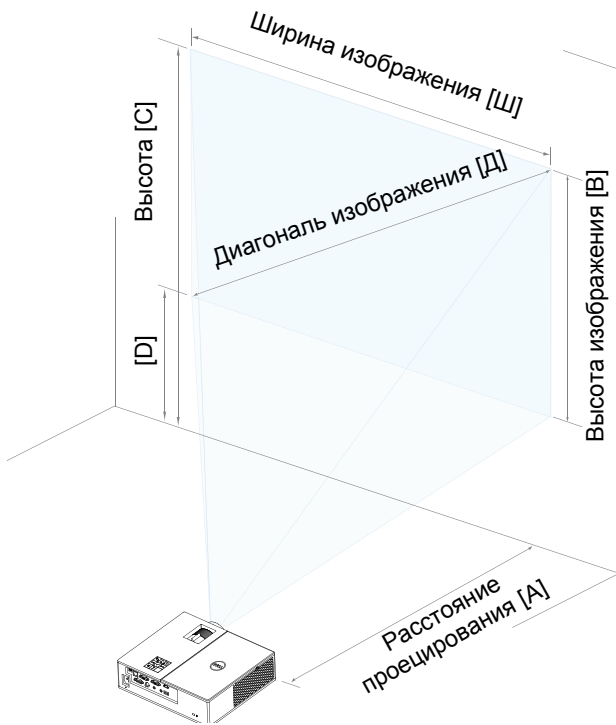 Ширина изображения [Ш]
Высота [C]
Диагональ изображения [Д]
Высота изображения [В]
[D]
Расстояние
проецирования [A]